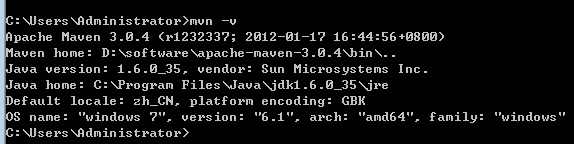 C:\Users\Administrator>mvn -v
Apache Maven 3.0.4 (r1232337; 2012-01-17 16:44:56+0800)
Maven home: D:\software\apache-maven-3.0.4\bin\..
Java version: 1.6.0_35, vendor: Sun Microsystems Inc.
Java home: C:\Program Files\Java\jdk1.6.0_35\jre
Default locale: zh_CN, platform encoding: GBK
OS name: "windows 7", version: "6.1", arch: "amd64", family: "windows"
C:\Users\Administrator>